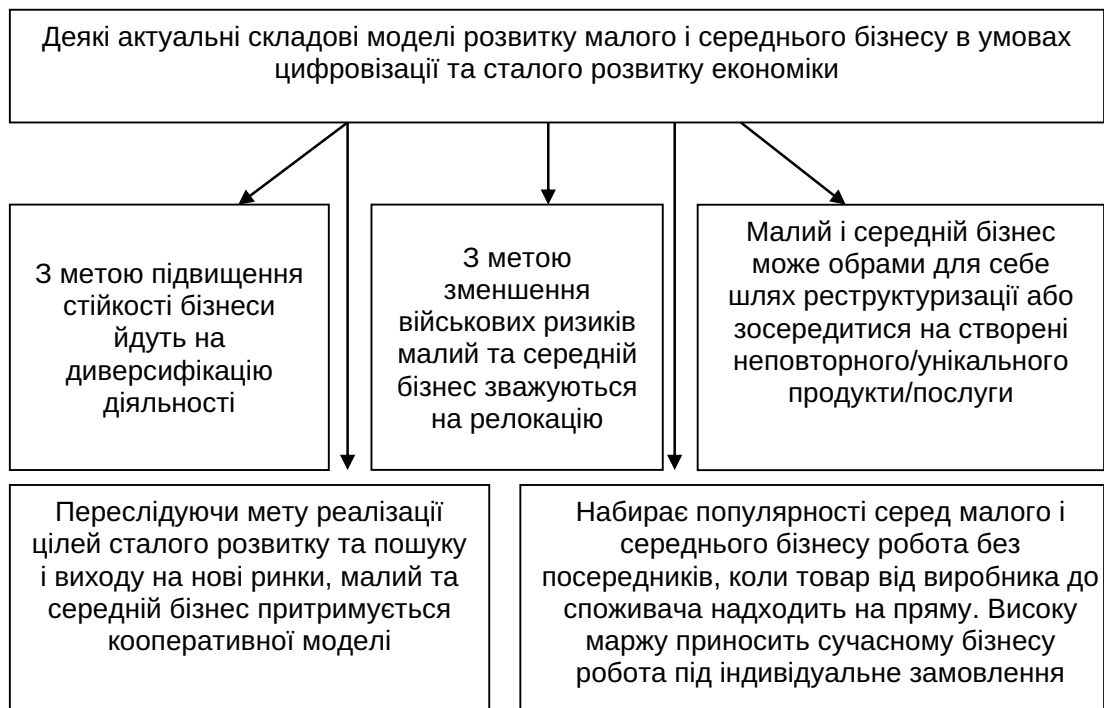 Деякі актуальні складові моделі розвитку малого і середнього бізнесу в умовах
цифровізації та сталого розвитку економіки
З метою підвищення
стійкості бізнеси
йдуть на
диверсифікацію
діяльності
З метою
зменшення
військових ризиків
малий та середній
бізнес зважуються
на релокацію
Малий і середній бізнес
може обрами для себе
шлях реструктуризації або
зосередитися на створені
неповторного/унікального
продукти/послуги
Переслідуючи мету реалізації
цілей сталого розвитку та пошуку
і виходу на нові ринки, малий та
середній бізнес притримується
кооперативної моделі
Набирає популярності серед малого і
середнього бізнесу робота без
посередників, коли товар від виробника до
споживача надходить на пряму. Високу
маржу приносить сучасному бізнесу
робота під індивідуальне замовлення